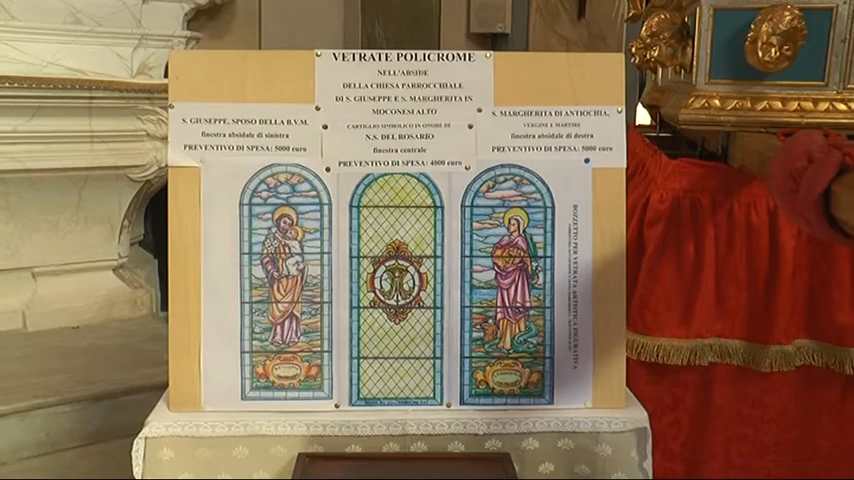 VETRATE POLICROME
NELL'ABSIDE
DELLA CHIESA PARROCCHIALE
DI S. GIUSEPPE E S. MARGHERITA IN
MOCONESI ALTO
S. GIUSEPPE, SPOSO DELLA B.V.M.
finestra absidale di sinistra
PREVENTIVO DI SPESA: 5000 euro
CARTIGLIO SIMBOLICO IN ONORE DI
N.S. DEL ROSARIO
finestra centrale
PREVENTIVO DI SPESA: 4000 euro
S. MARGHERITA DI ANTIOCHIA,
VERGINE E MARTIRE
finestra absidale di destra
PREVENTIVO DI SPESA: 5000 euro
BOZZETTO PER VETRATA ARTISTICA FIGURATIVA